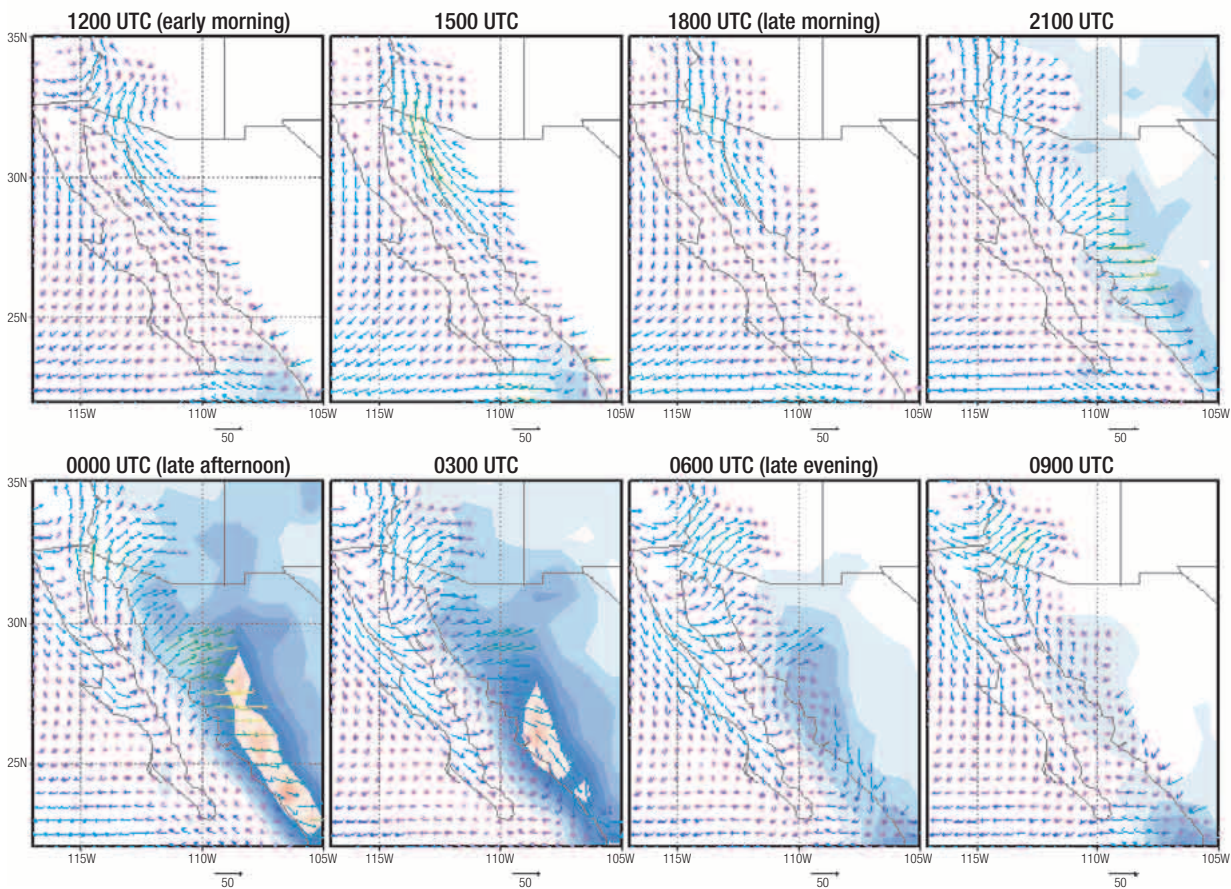 1200 UTC (early morning) 1500 UTC 1800 UTC (late morning) 2100 UTC
35N
30N
25N
115W 110W 105W 115W 110W 105W 115W 110W 105W 115W 110W 105W
50 50 50 50
0000 UTC (late afternoon) 0300 UTC 0600 UTC (late evening) 0900 UTC
35N
30N
25N
115W 110W 105W 115W 110W 105W 115W 110W 105W 115W 110W 105W
50 50 50 50